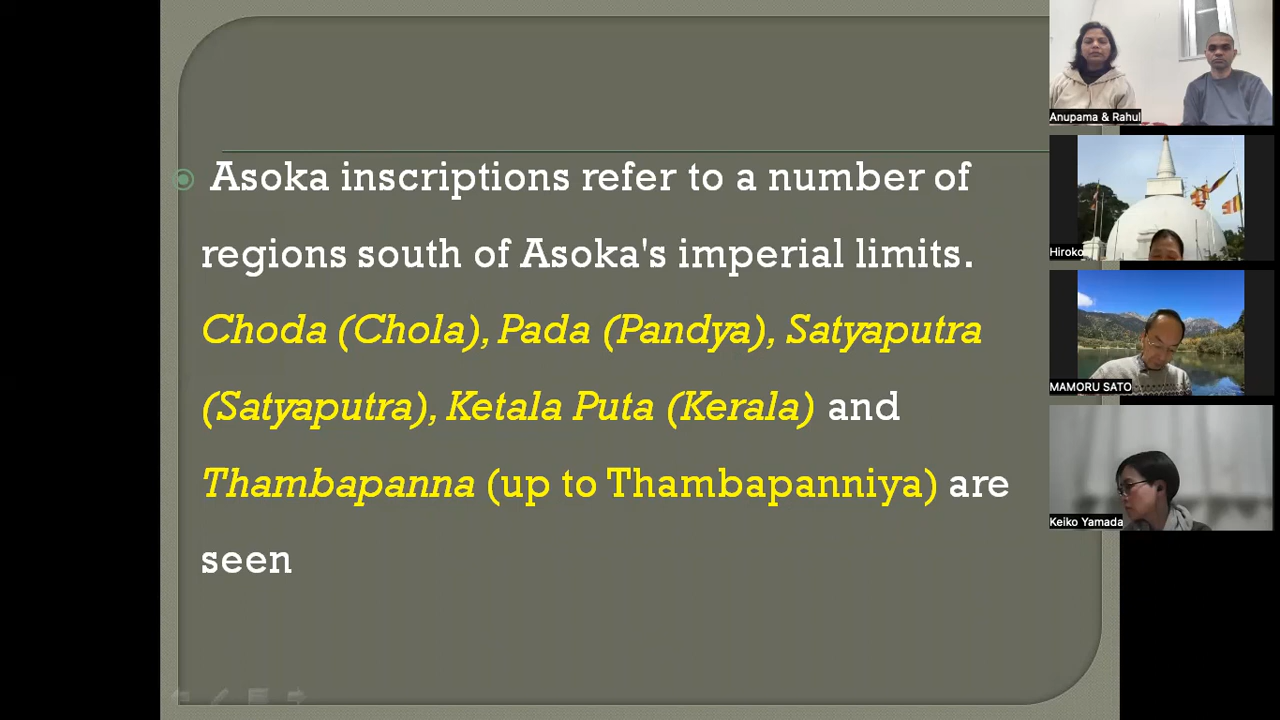 Asoka inscriptions refer to a number of
regions south of Asoka's imperial limits.
Choda (Chola), Pada (Pandya), Satyaputra
(Satyaputra), Ketala Puta (Kerala) and
Thambapanna (up to Thambapanniya) are
seen
Anupama & Rahul
Hiroko
MAMORU SATO
Keiko Yamada